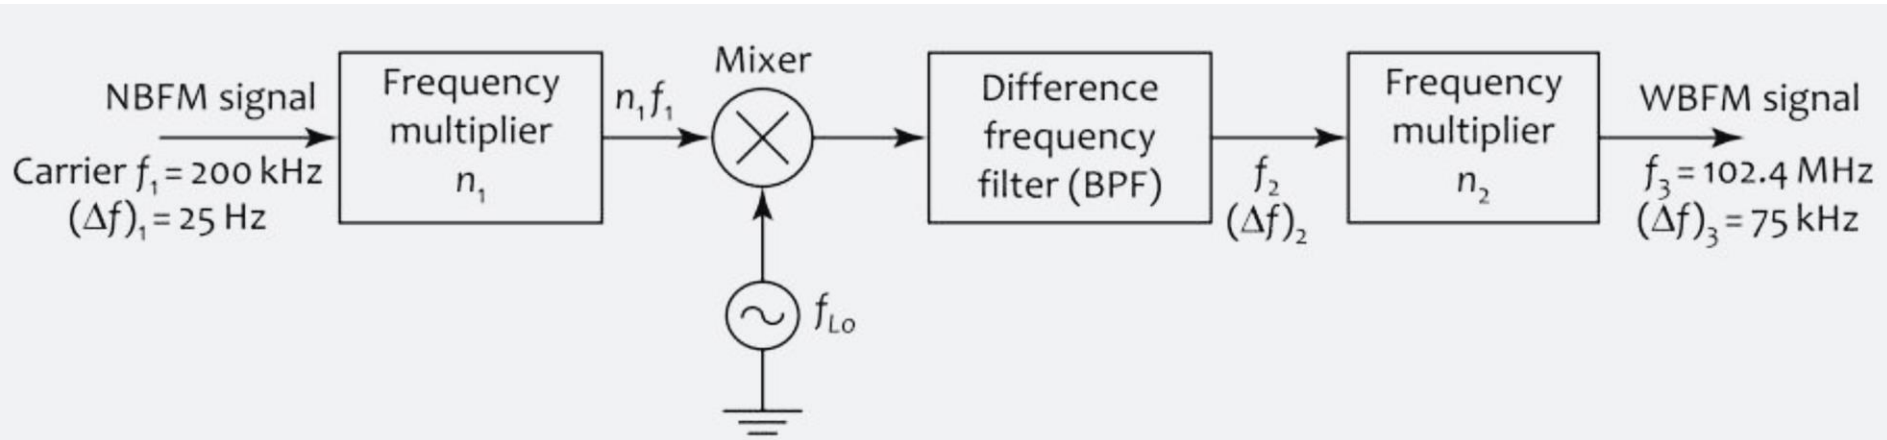 NBFM signal
Carrier f₁ = 200 kHz
(Δf)₁ = 25 Hz
Frequency
multiplier
n₁
n₁f₁
Mixer
f_Lo
Difference
frequency
filter (BPF)
f₂
(Δf)₂
Frequency
multiplier
n₂
WBFM signal
f₃ = 102.4 MHz
(Δf)₃ = 75 kHz